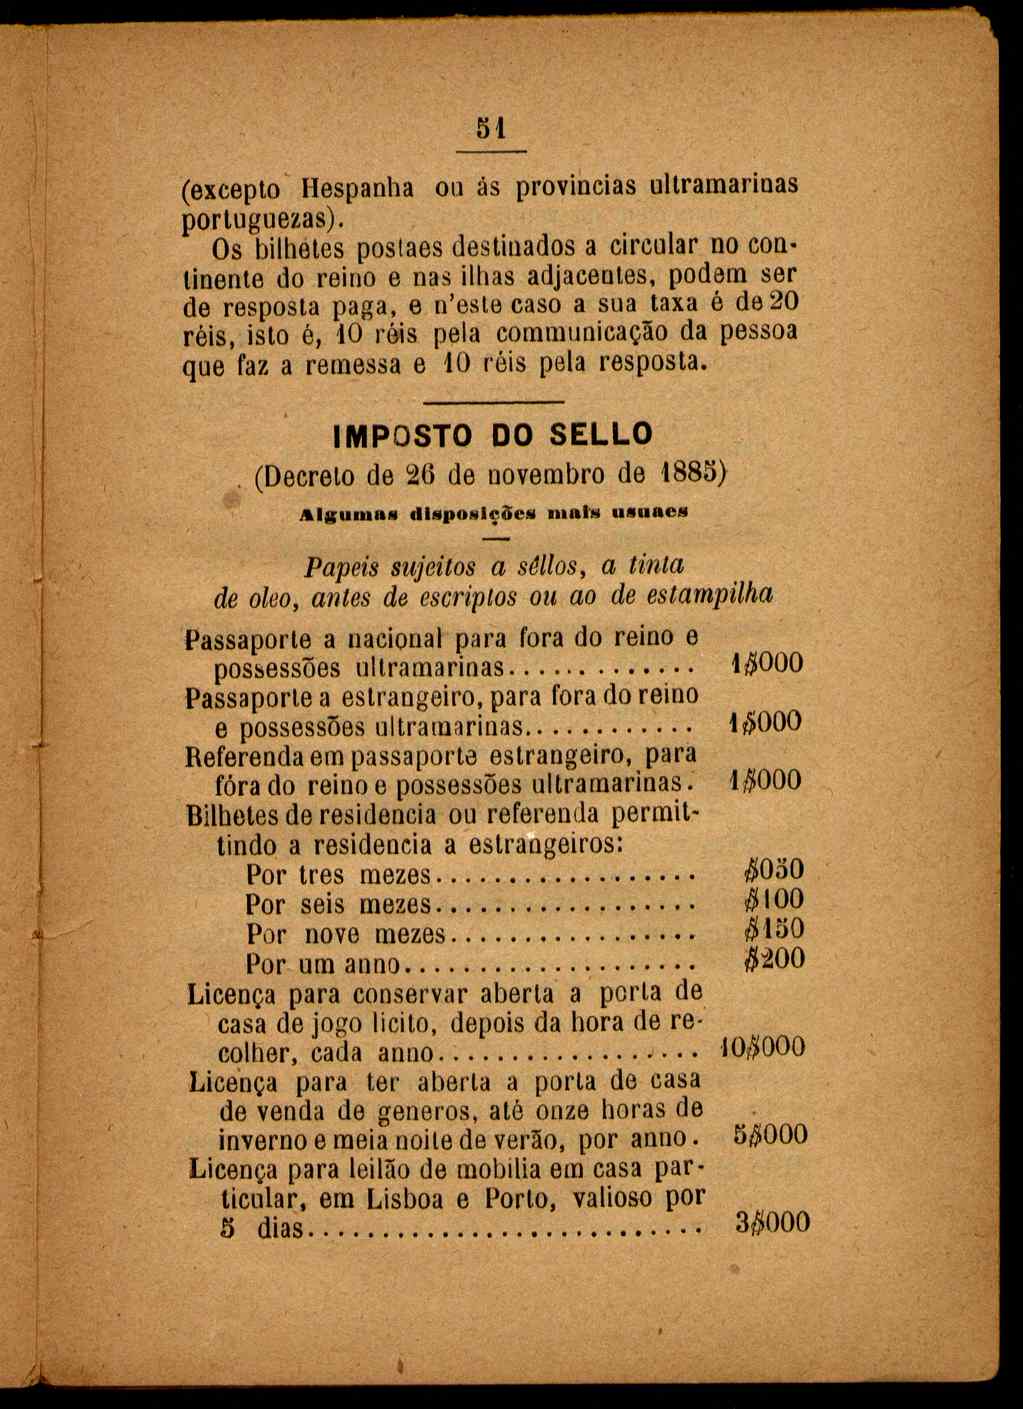 51
(excepto Hespanha ou ás provincias ultramarinas
portuguezas).
Os bilhetes postaes destinados a circular no con-
tinente do reino e nas ilhas adjacentes, podem ser
de resposta paga, e n'este caso a sua taxa é de 20
réis, isto é, 10 réis pela communicação da pessoa
que faz a remessa e 10 réis pela resposta.
IMPOSTO DO SELLO
(Decreto de 26 de novembro de 1885)
Algumas disposições mais usuaes
Papeis sujeitos a sêllos, a tinta
de oleo, antes de escriptos ou ao de estampilha
Passaporte a nacional para fora do reino e
possessões ultramarinas............. 1$000
Passaporte a estrangeiro, para fora do reino
e possessões ultramarinas............ 1$000
Referenda em passaporte estrangeiro, para
fóra do reino e possessões ultramarinas. 1$000
Bilhetes de residencia ou referenda permit-
tindo a residencia a estrangeiros:
Por tres mezes.................. $050
Por seis mezes.................. $100
Por nove mezes................. $150
Por um anno.................... $200
Licença para conservar aberta a porta de
casa de jogo licito, depois da hora de re-
colher, cada anno.................. 10$000
Licença para ter aberta a porta de casa
de venda de generos, até onze horas de
inverno e meia noite de verão, por anno. 5$000
Licença para leilão de mobilia em casa par-
ticular, em Lisboa e Porto, valioso por
5 dias........................... 3$000